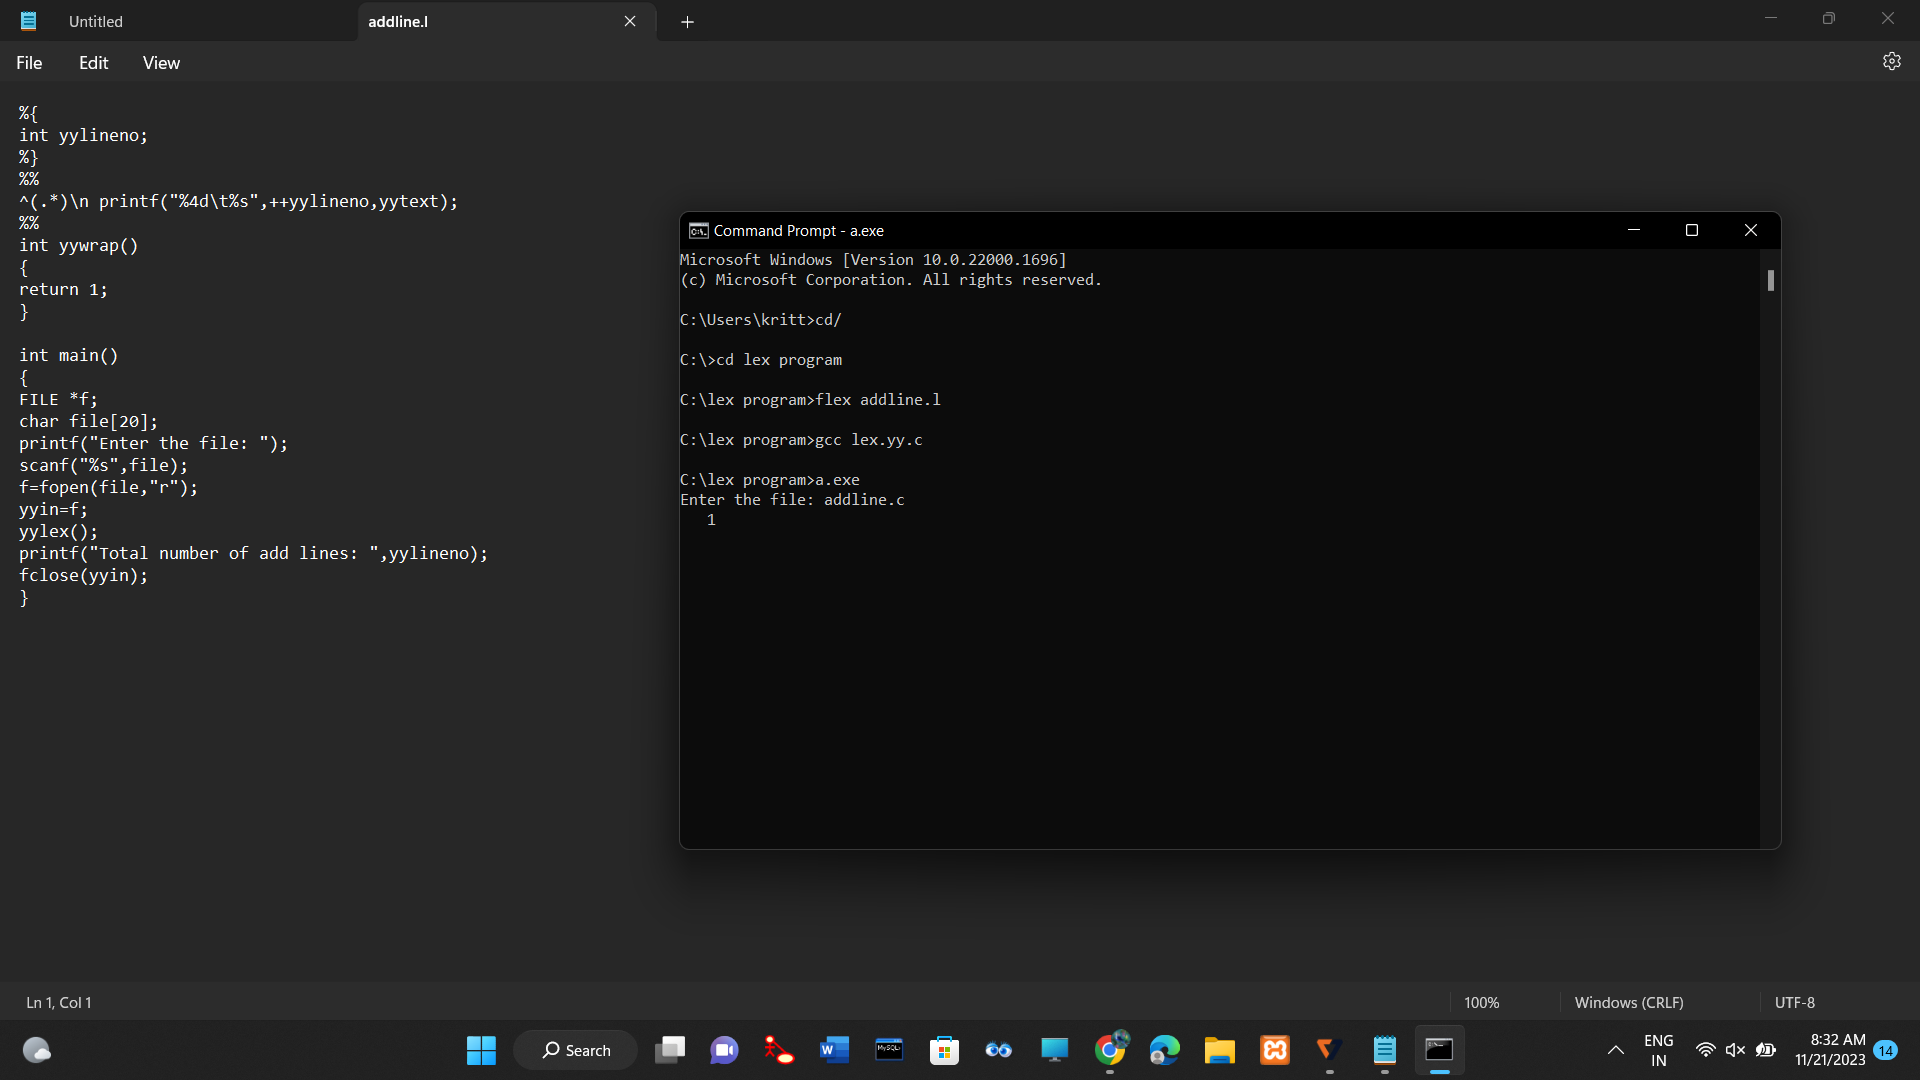 Untitled
addline.l
File Edit View
%{
int yylineno;
%}
%%
^(.*)\n printf("%4d\t%s",++yylineno,yytext);
%%
int yywrap()
{
return 1;
}
int main()
{
FILE *f;
char file[20];
printf("Enter the file: ");
scanf("%s",file);
f=fopen(file,"r");
yyin=f;
yylex();
printf("Total number of add lines: ",yylineno);
fclose(yyin);
}
Command Prompt - a.exe
Microsoft Windows [Version 10.0.22000.1696]
(c) Microsoft Corporation. All rights reserved.
C:\Users\kritt>cd/
C:\>cd lex program
C:\lex program>flex addline.l
C:\lex program>gcc lex.yy.c
C:\lex program>a.exe
Enter the file: addline.c
1
Ln 1, Col 1
100%
Windows (CRLF)
UTF-8
Search
W
MySQL
ENG
IN
8:32 AM
11/21/2023
14